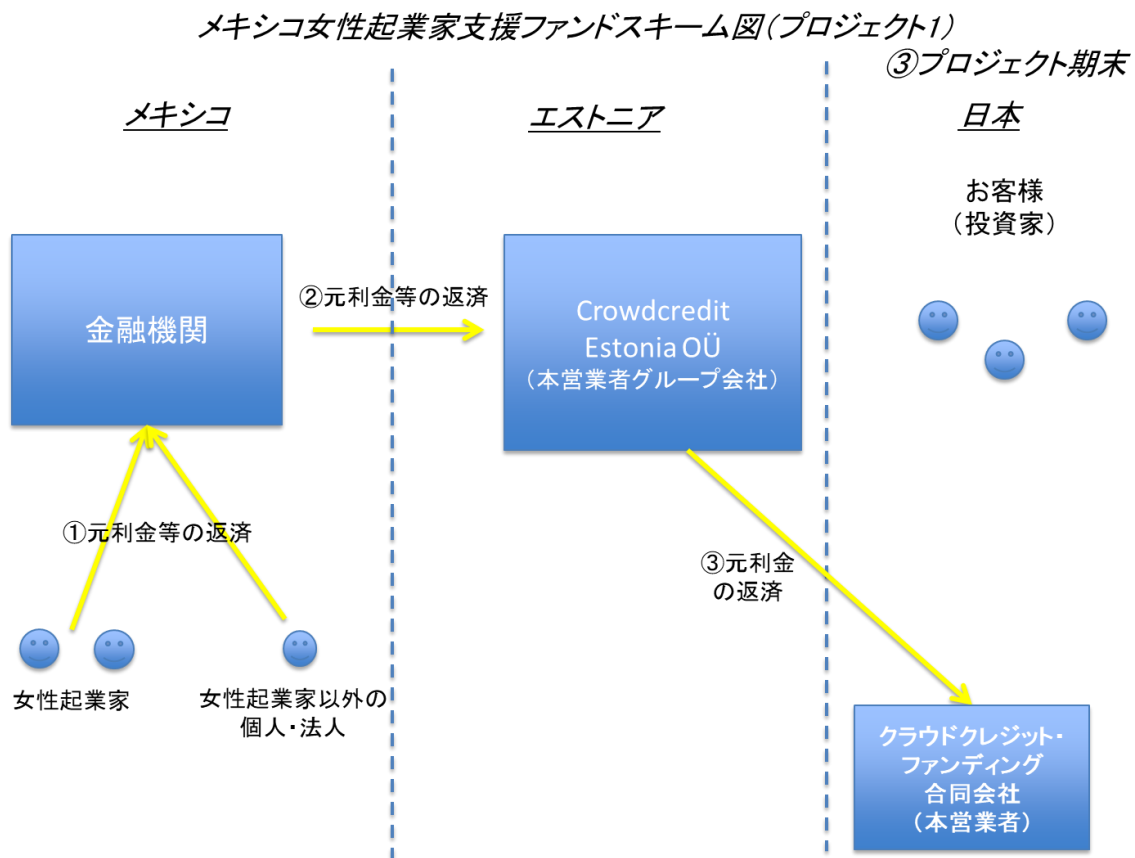 メキシコ女性起業家支援ファンドスキーム図(プロジェクト1)
③プロジェクト期末
メキシコ
エストニア
日本
お客様
(投資家)
金融機関
②元利金等の返済
Crowdcredit
Estonia OÜ
(本営業者グループ会社)
①元利金等の返済
③元利金
の返済
女性起業家
女性起業家以外の
個人・法人
クラウドクレジット・
ファンディング
合同会社
(本営業者)